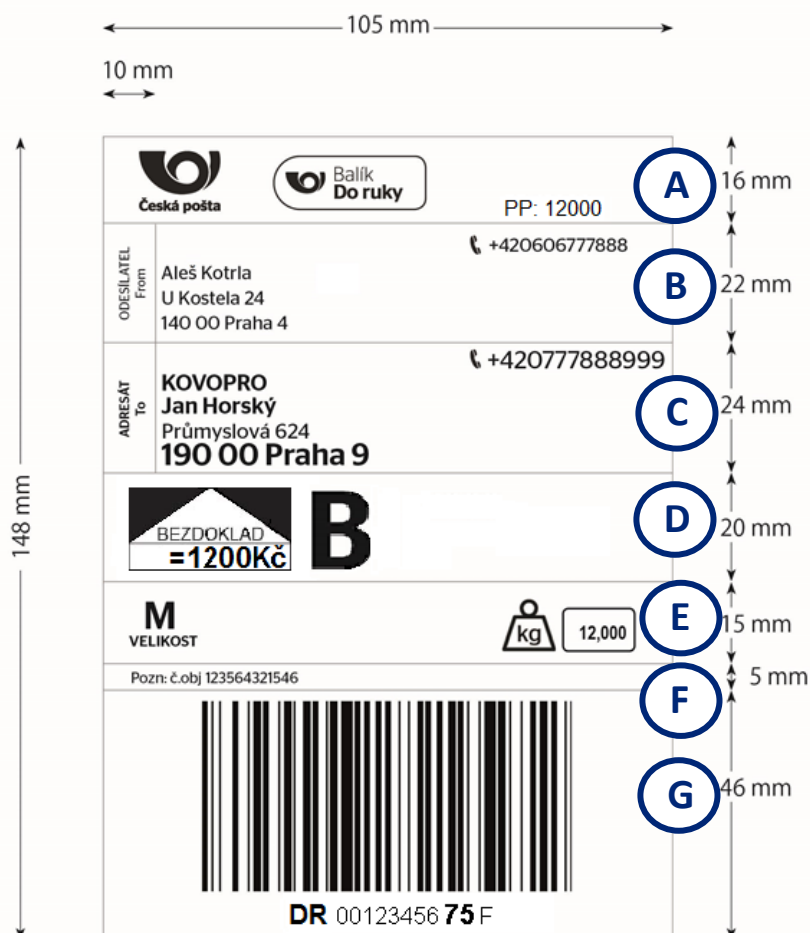 105 mm
10 mm
Česká pošta
Balík
Do ruky
PP: 12000
A
16 mm
ODESÍLATEL
From
Aleš Kotrla
U Kostela 24
140 00 Praha 4
+420606777888
B
22 mm
ADRESÁT
To
KOVOPRO
Jan Horský
Průmyslová 624
190 00 Praha 9
+420777888999
C
24 mm
148 mm
BEZDOKLAD
=1200Kč
B
D
20 mm
M
VELIKOST
kg
12,000
E
15 mm
Pozn: č.obj 123564321546
5 mm
F
G
46 mm
DR 00123456 75 F